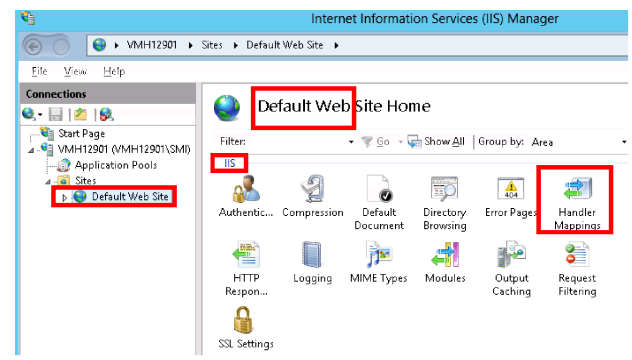 Internet Information Services (IIS) Manager
VMH12901 Sites Default Web Site
File View Help
Connections
Start Page
VMH12901 (VMH12901\SMI)
Application Pools
Sites
Default Web Site
Default Web Site Home
Filter: Go Show All Group by: Area
IIS
Authentic... Compression Default Document Directory Browsing Error Pages 404 Handler Mappings
HTTP Respon... Logging MIME Types Modules Output Caching Request Filtering
SSL Settings